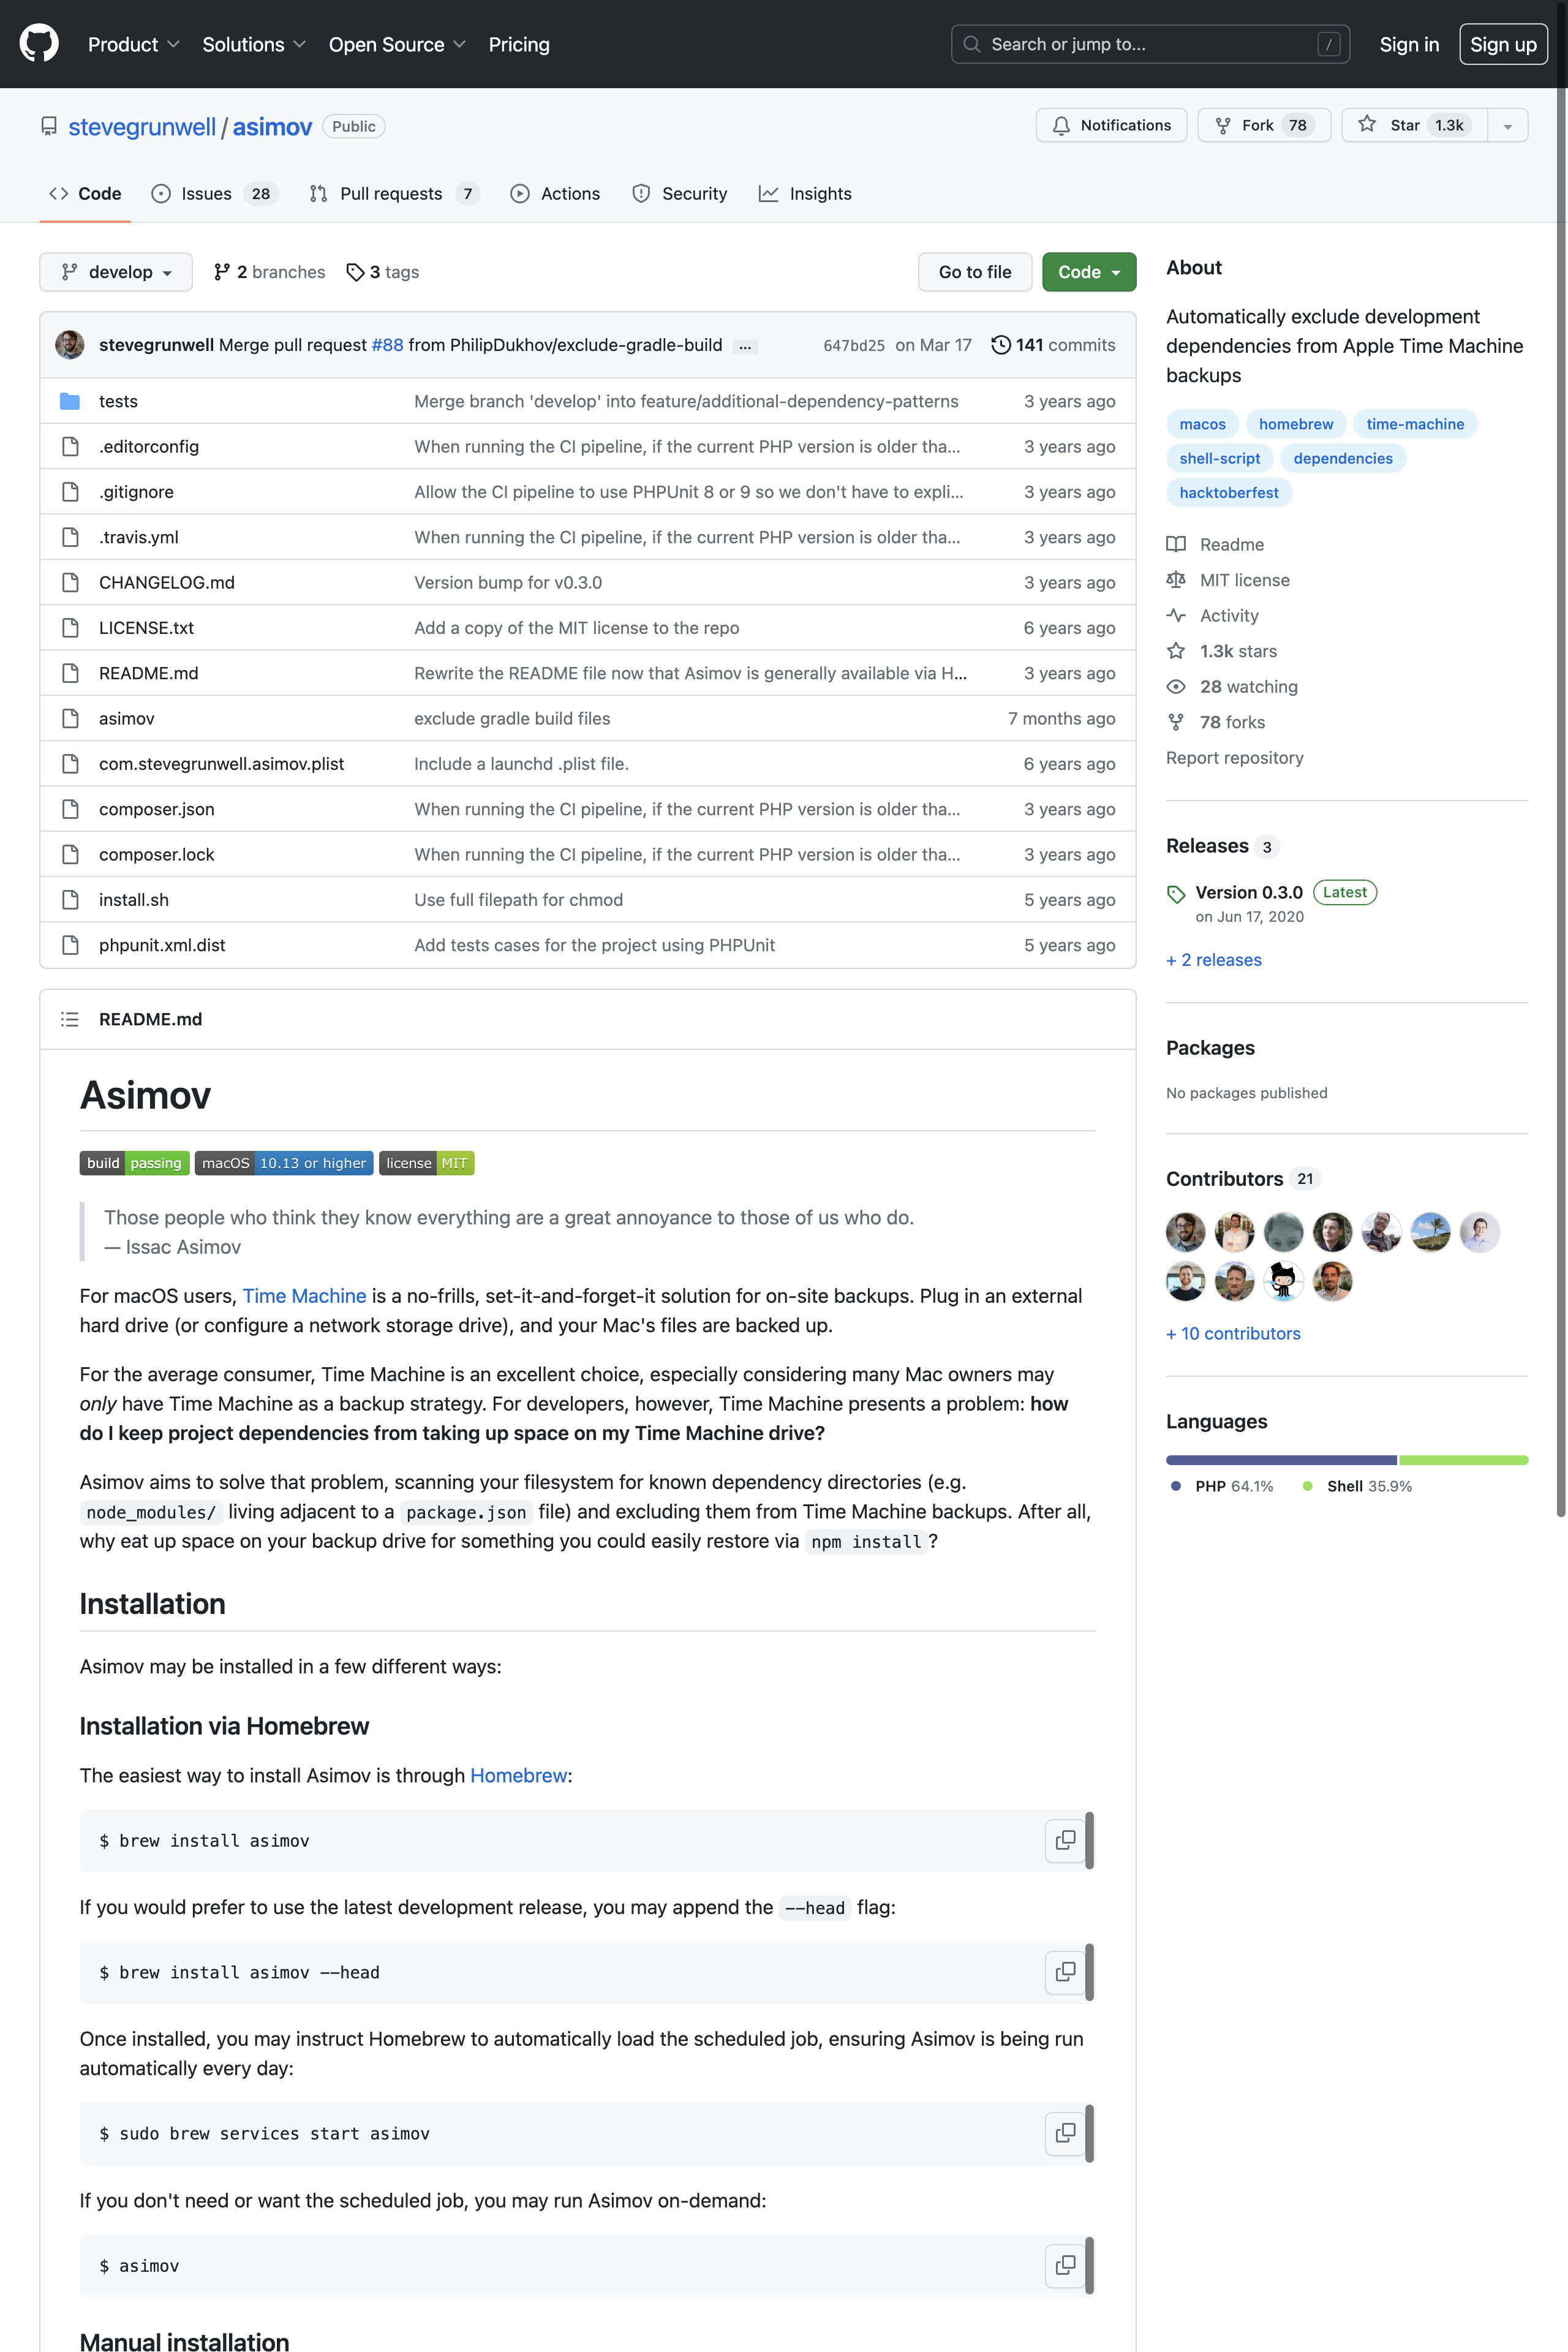 Product Solutions Open Source Pricing Search or jump to... / Sign in Sign up
stevegrunwell / asimov Public Notifications Fork 78 Star 1.3k
Code Issues 28 Pull requests 7 Actions Security Insights
develop 2 branches 3 tags Go to file Code
stevegrunwell Merge pull request #88 from PhilipDukhov/exclude-gradle-build ... 647bd25 on Mar 17 141 commits
tests Merge branch 'develop' into feature/additional-dependency-patterns 3 years ago
.editorconfig When running the CI pipeline, if the current PHP version is older tha... 3 years ago
.gitignore Allow the CI pipeline to use PHPUnit 8 or 9 so we don't have to expli... 3 years ago
.travis.yml When running the CI pipeline, if the current PHP version is older tha... 3 years ago
CHANGELOG.md Version bump for v0.3.0 3 years ago
LICENSE.txt Add a copy of the MIT license to the repo 6 years ago
README.md Rewrite the README file now that Asimov is generally available via H... 3 years ago
asimov exclude gradle build files 7 months ago
com.stevegrunwell.asimov.plist Include a launchd .plist file. 6 years ago
composer.json When running the CI pipeline, if the current PHP version is older tha... 3 years ago
composer.lock When running the CI pipeline, if the current PHP version is older tha... 3 years ago
install.sh Use full filepath for chmod 5 years ago
phpunit.xml.dist Add tests cases for the project using PHPUnit 5 years ago
README.md
Asimov
build passing macOS 10.13 or higher license MIT
Those people who think they know everything are a great annoyance to those of us who do.
— Issac Asimov
For macOS users, Time Machine is a no-frills, set-it-and-forget-it solution for on-site backups. Plug in an external
hard drive (or configure a network storage drive), and your Mac's files are backed up.
For the average consumer, Time Machine is an excellent choice, especially considering many Mac owners may
only have Time Machine as a backup strategy. For developers, however, Time Machine presents a problem: how
do I keep project dependencies from taking up space on my Time Machine drive?
Asimov aims to solve that problem, scanning your filesystem for known dependency directories (e.g.
node_modules/ living adjacent to a package.json file) and excluding them from Time Machine backups. After all,
why eat up space on your backup drive for something you could easily restore via npm install ?
Installation
Asimov may be installed in a few different ways:
Installation via Homebrew
The easiest way to install Asimov is through Homebrew:
$ brew install asimov
If you would prefer to use the latest development release, you may append the --head flag:
$ brew install asimov --head
Once installed, you may instruct Homebrew to automatically load the scheduled job, ensuring Asimov is being run
automatically every day:
$ sudo brew services start asimov
If you don't need or want the scheduled job, you may run Asimov on-demand:
$ asimov
Manual installation
About
Automatically exclude development
dependencies from Apple Time Machine
backups
macos homebrew time-machine
shell-script dependencies
hacktoberfest
Readme
MIT license
Activity
1.3k stars
28 watching
78 forks
Report repository
Releases 3
Version 0.3.0 Latest
on Jun 17, 2020
+ 2 releases
Packages
No packages published
Contributors 21
+ 10 contributors
Languages
PHP 64.1% Shell 35.9%